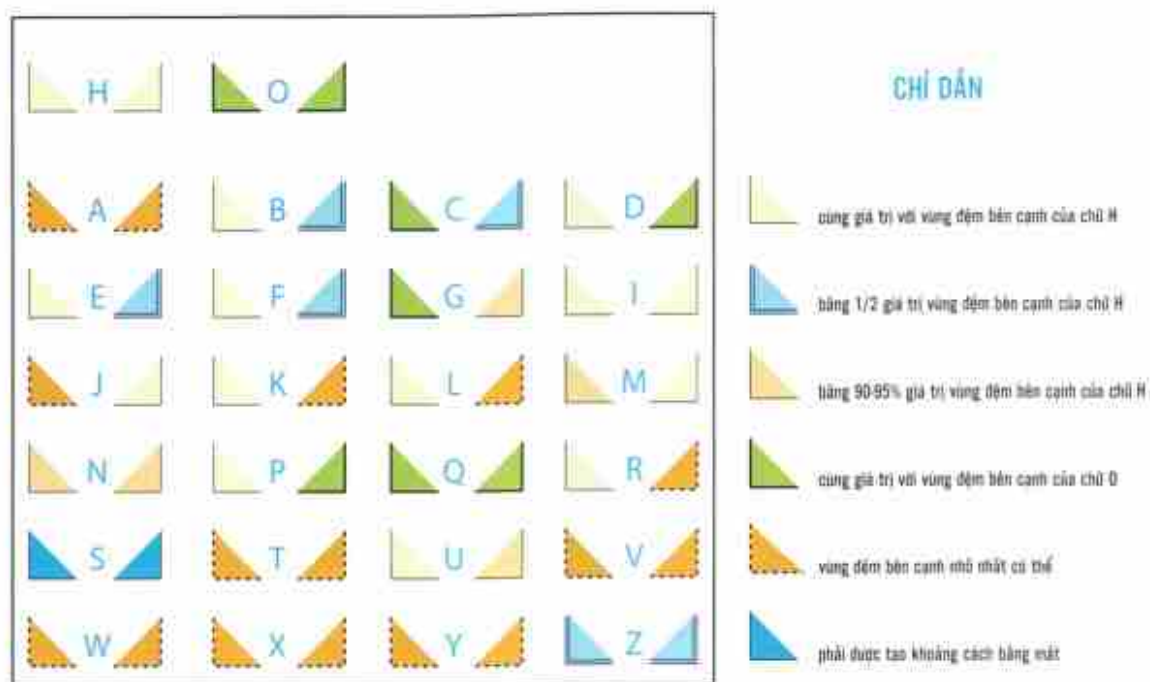 H O
CHỈ DẪN
A B C D
cùng giá trị với vùng đệm bên cạnh của chữ H
E F G I
bằng 1/2 giá trị vùng đệm bên cạnh của chữ H
J K L M
bằng 90-95% giá trị vùng đệm bên cạnh của chữ H
N P Q R
cùng giá trị với vùng đệm bên cạnh của chữ O
S T U V
vùng đệm bên cạnh nhỏ nhất có thể
W X Y Z
phải được tạo khoảng cách bằng mắt